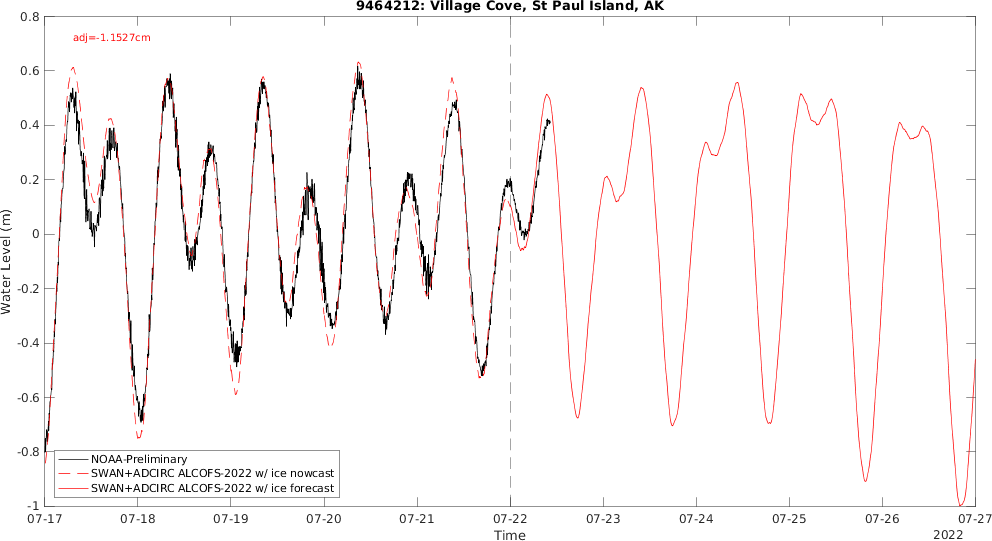 9464212: Village Cove, St Paul Island, AK
adj=-1.1527cm
Water Level (m)
0.8
0.6
0.4
0.2
0
-0.2
-0.4
-0.6
-0.8
-1
NOAA-Preliminary
SWAN+ADCIRC ALCOFS-2022 w/ ice nowcast
SWAN+ADCIRC ALCOFS-2022 w/ ice forecast
07-17 07-18 07-19 07-20 07-21 07-22 07-23 07-24 07-25 07-26 07-27
Time
2022